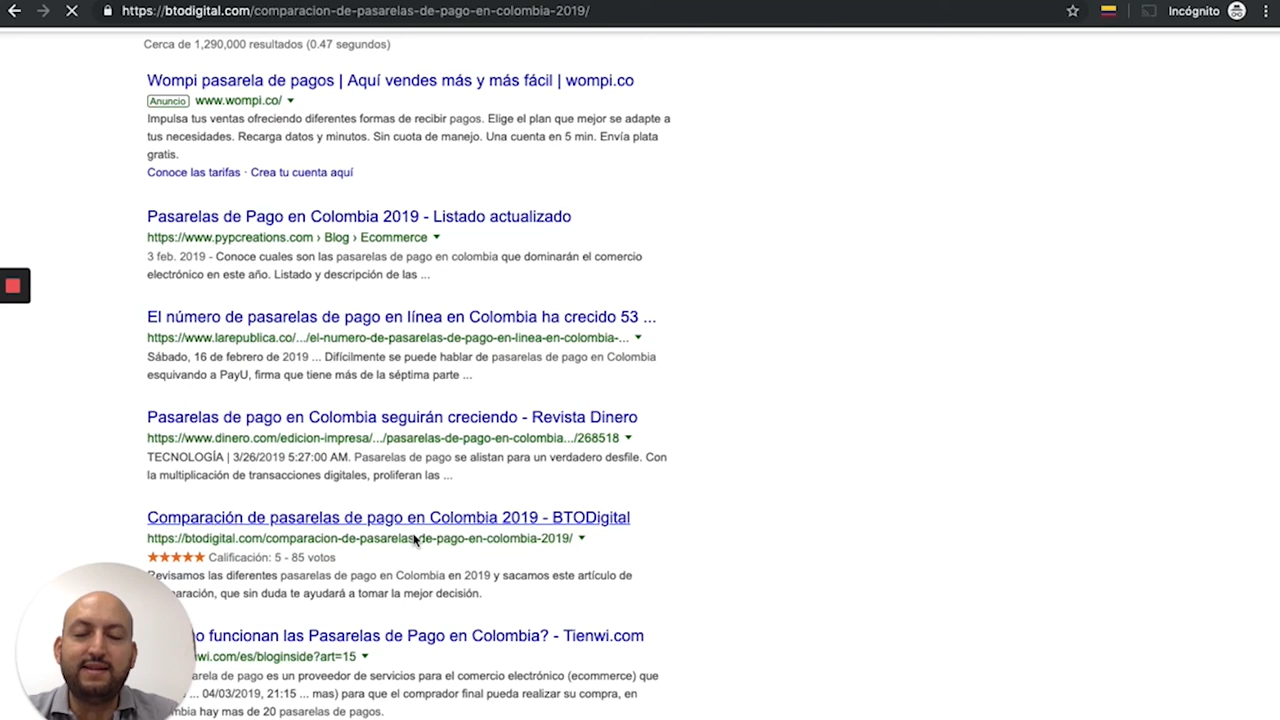 https://btodigital.com/comparacion-de-pasarelas-de-pago-en-colombia-2019/
Incógnito
Cerca de 1,290,000 resultados (0.47 segundos)
Wompi pasarela de pagos | Aquí vendes más y más fácil | wompi.co
Anuncio www.wompi.co/
Impulsa tus ventas ofreciendo diferentes formas de recibir pagos. Elige el plan que mejor se adapte a
tus necesidades. Recarga datos y minutos. Sin cuota de manejo. Una cuenta en 5 min. Envía plata
gratis.
Conoce las tarifas · Crea tu cuenta aquí
Pasarelas de Pago en Colombia 2019 - Listado actualizado
https://www.pypcreations.com › Blog › Ecommerce
3 feb. 2019 - Conoce cuales son las pasarelas de pago en colombia que dominarán el comercio
electrónico en este año. Listado y descripción de las ...
El número de pasarelas de pago en línea en Colombia ha crecido 53 ...
https://www.larepublica.co/.../el-numero-de-pasarelas-de-pago-en-linea-en-colombia-...
Sábado, 16 de febrero de 2019 ... Difícilmente se puede hablar de pasarelas de pago en Colombia
esquivando a PayU, firma que tiene más de la séptima parte ...
Pasarelas de pago en Colombia seguirán creciendo - Revista Dinero
https://www.dinero.com/edicion-impresa/.../pasarelas-de-pago-en-colombia.../268518
TECNOLOGÍA | 3/26/2019 5:27:00 AM. Pasarelas de pago se alistan para un verdadero desfile. Con
la multiplicación de transacciones digitales, proliferan las ...
Comparación de pasarelas de pago en Colombia 2019 - BTODigital
https://btodigital.com/comparacion-de-pasarelas-de-pago-en-colombia-2019/
Calificación: 5 - 85 votos
Revisamos las diferentes pasarelas de pago en Colombia en 2019 y sacamos este artículo de
paración, que sin duda te ayudará a tomar la mejor decisión.
o funcionan las Pasarelas de Pago en Colombia? - Tienwi.com
nwi.com/es/bloginside?art=15
arela de pago es un proveedor de servicios para el comercio electrónico (ecommerce) que
... 04/03/2019, 21:15 ... mas) para que el comprador final pueda realizar su compra, en
mbia hay mas de 20 pasarelas de pagos.